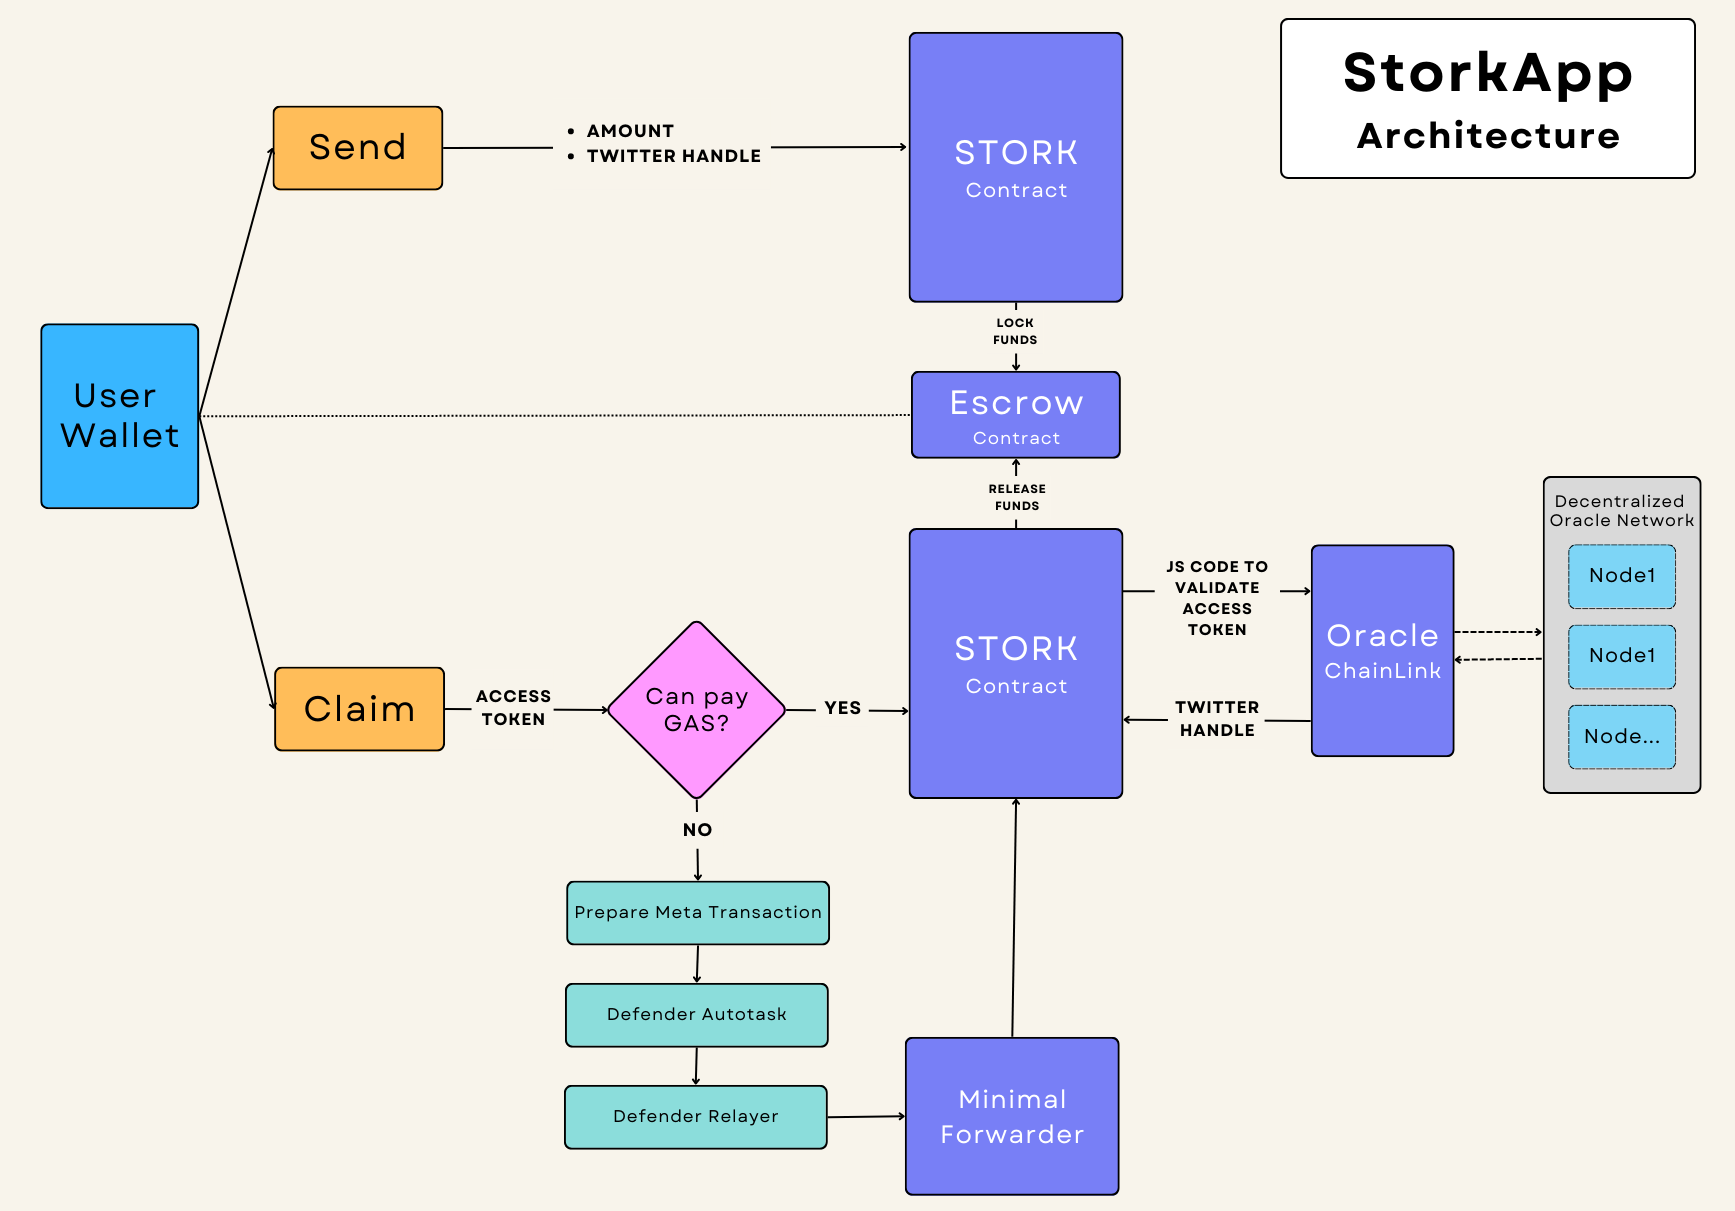 StorkApp
Architecture
Send
• AMOUNT
• TWITTER HANDLE
STORK
Contract
LOCK
FUNDS
User
Wallet
Escrow
Contract
RELEASE
FUNDS
Claim
ACCESS
TOKEN
Can pay
GAS?
YES
STORK
Contract
JS CODE TO
VALIDATE
ACCESS
TOKEN
TWITTER
HANDLE
Oracle
ChainLink
Decentralized
Oracle Network
Node1
Node1
Node...
NO
Prepare Meta Transaction
Defender Autotask
Defender Relayer
Minimal
Forwarder